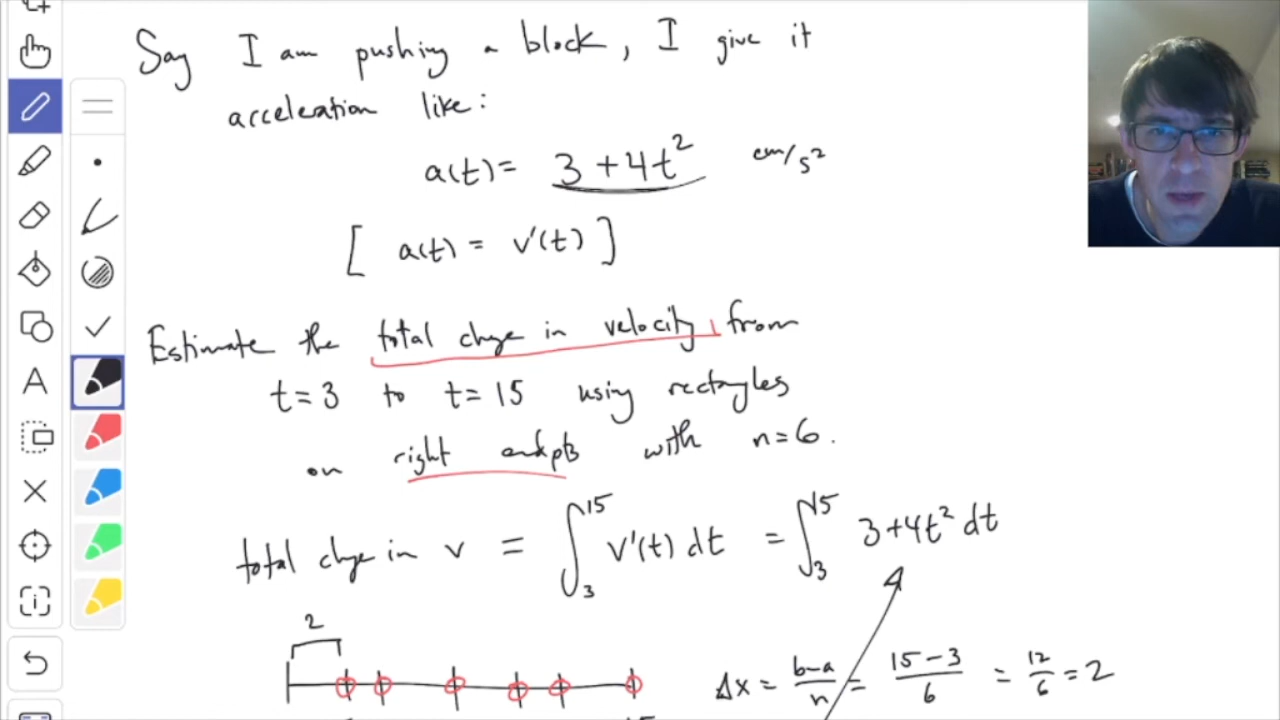 Say I am pushing a block, I give it
acceleration like:
a(t) = 3 + 4t² cm/s²
[ a(t) = v'(t) ]
Estimate the total chge in velocity from
t = 3 to t = 15 using rectangles
on right endpts with n = 6.
total chge in v = ∫₃¹⁵ v'(t) dt = ∫₃¹⁵ 3+4t² dt
2
Δx = b-a/n = 15-3/6 = 12/6 = 2
A